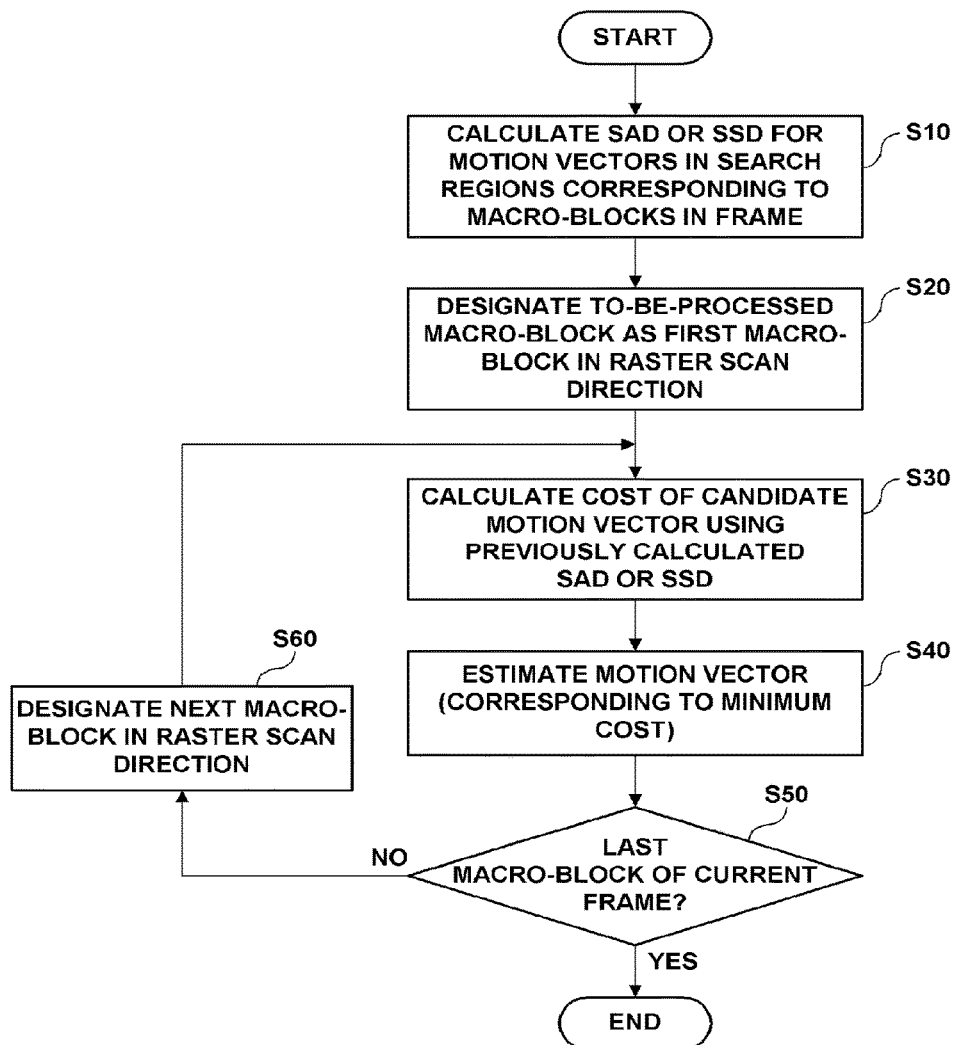 START
CALCULATE SAD OR SSD FOR
MOTION VECTORS IN SEARCH
REGIONS CORRESPONDING TO
MACRO-BLOCKS IN FRAME
S10
DESIGNATE TO-BE-PROCESSED
MACRO-BLOCK AS FIRST MACRO-
BLOCK IN RASTER SCAN
DIRECTION
S20
CALCULATE COST OF CANDIDATE
MOTION VECTOR USING
PREVIOUSLY CALCULATED
SAD OR SSD
S30
ESTIMATE MOTION VECTOR
(CORRESPONDING TO MINIMUM
COST)
S40
S60
DESIGNATE NEXT MACRO-
BLOCK IN RASTER SCAN
DIRECTION
S50
LAST
MACRO-BLOCK OF CURRENT
FRAME?
NO
YES
END